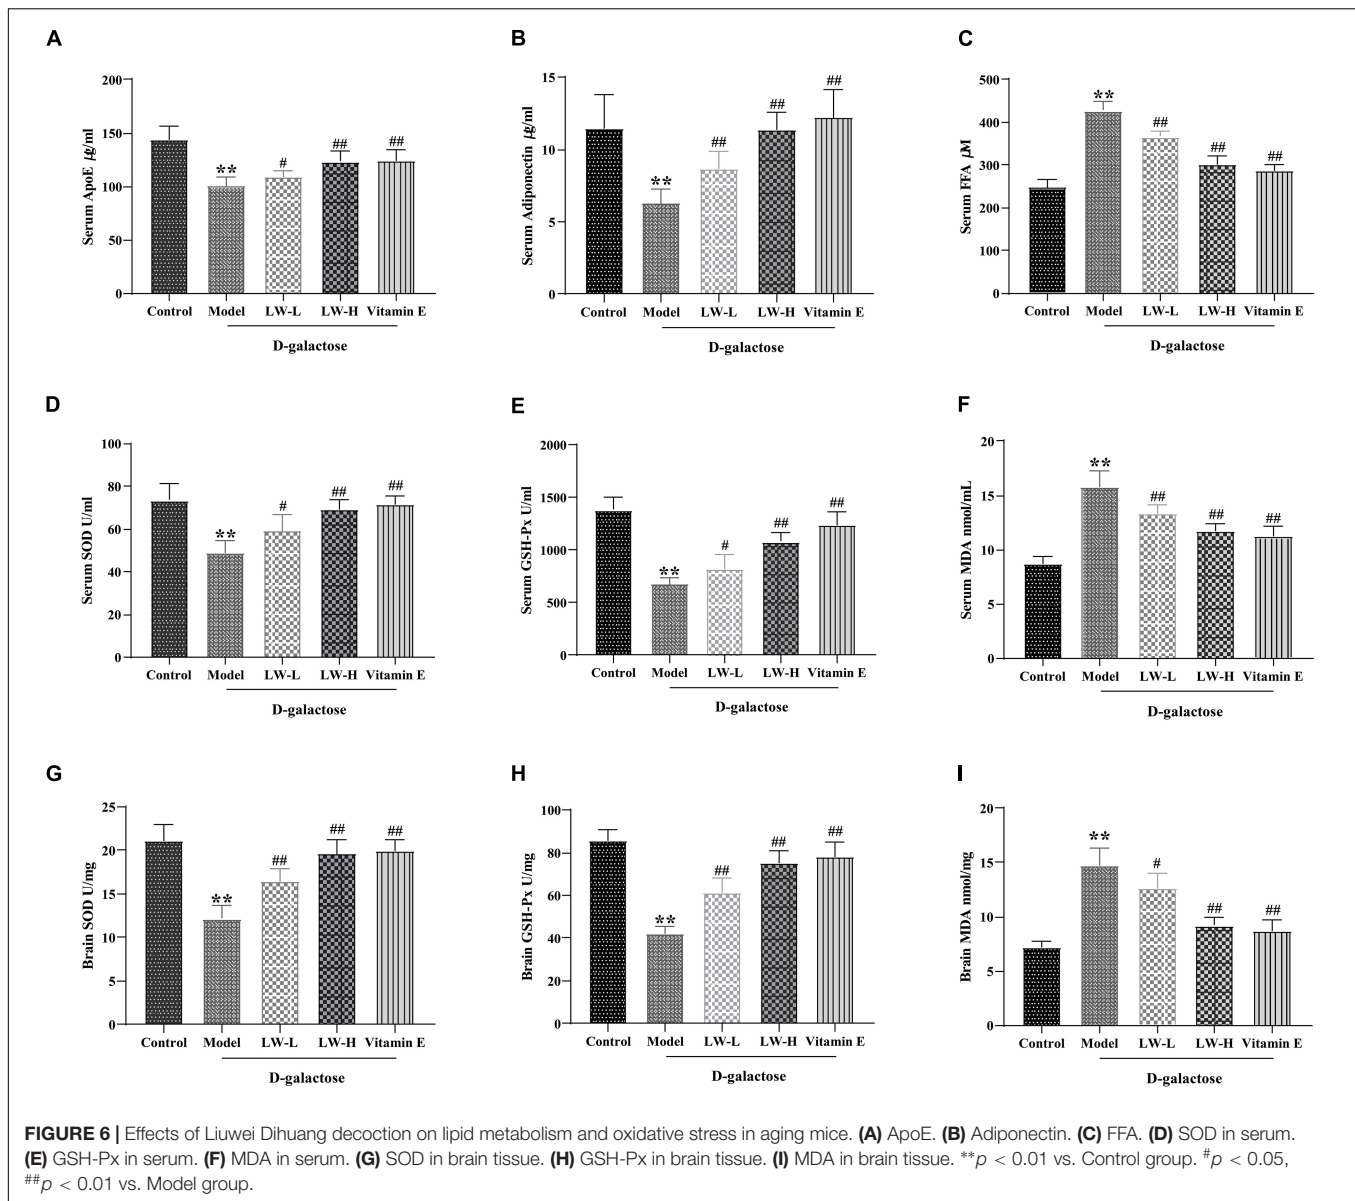 A
Serum ApoE μg/ml
200
150
100
50
0
**
#
##
##
Control Model LW-L LW-H Vitamin E
D-galactose
B
Serum Adiponectin μg/ml
15
10
5
0
**
##
##
##
Control Model LW-L LW-H Vitamin E
D-galactose
C
Serum FFA μM
500
400
300
200
100
0
**
##
##
##
Control Model LW-L LW-H Vitamin E
D-galactose
D
Serum SOD U/ml
100
80
60
40
20
0
**
#
##
##
Control Model LW-L LW-H Vitamin E
D-galactose
E
Serum GSH-Px U/ml
2000
1500
1000
500
0
**
#
##
##
Control Model LW-L LW-H Vitamin E
D-galactose
F
Serum MDA nmol/mL
20
15
10
5
0
**
##
##
##
Control Model LW-L LW-H Vitamin E
D-galactose
G
Brain SOD U/mg
25
20
15
10
5
0
**
##
##
##
Control Model LW-L LW-H Vitamin E
D-galactose
H
Brain GSH-Px U/mg
100
80
60
40
20
0
**
##
##
##
Control Model LW-L LW-H Vitamin E
D-galactose
I
Brain MDA nmol/mg
20
15
10
5
0
**
#
##
##
Control Model LW-L LW-H Vitamin E
D-galactose
FIGURE 6 | Effects of Liuwei Dihuang decoction on lipid metabolism and oxidative stress in aging mice. (A) ApoE. (B) Adiponectin. (C) FFA. (D) SOD in serum.
(E) GSH-Px in serum. (F) MDA in serum. (G) SOD in brain tissue. (H) GSH-Px in brain tissue. (I) MDA in brain tissue. **p < 0.01 vs. Control group. #p < 0.05,
##p < 0.01 vs. Model group.